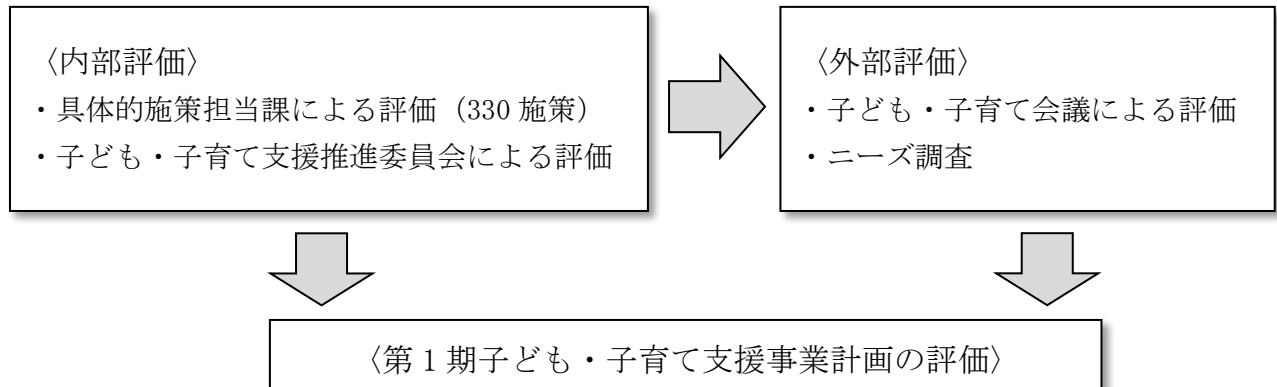 〈内部評価〉
・具体的施策担当課による評価（330 施策）
・子ども・子育て支援推進委員会による評価
〈外部評価〉
・子ども・子育て会議による評価
・ニーズ調査
〈第１期子ども・子育て支援事業計画の評価〉